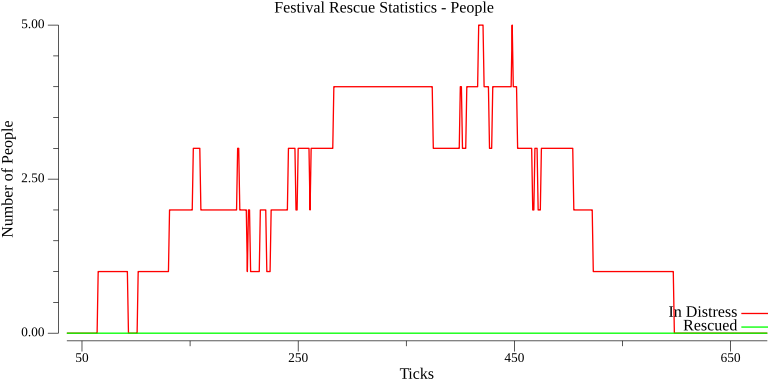 Festival Rescue Statistics - People
5.00
2.50
0.00
Number of People
In Distress
Rescued
50
250
450
650
Ticks